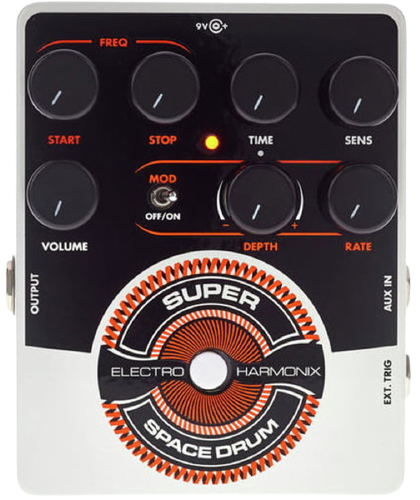 9V +
FREQ
START STOP TIME SENS
MOD
OFF/ON
- +
VOLUME DEPTH RATE
OUTPUT
AUX IN
SUPER
ELECTRO HARMONIX
SPACE DRUM
EXT. TRIG